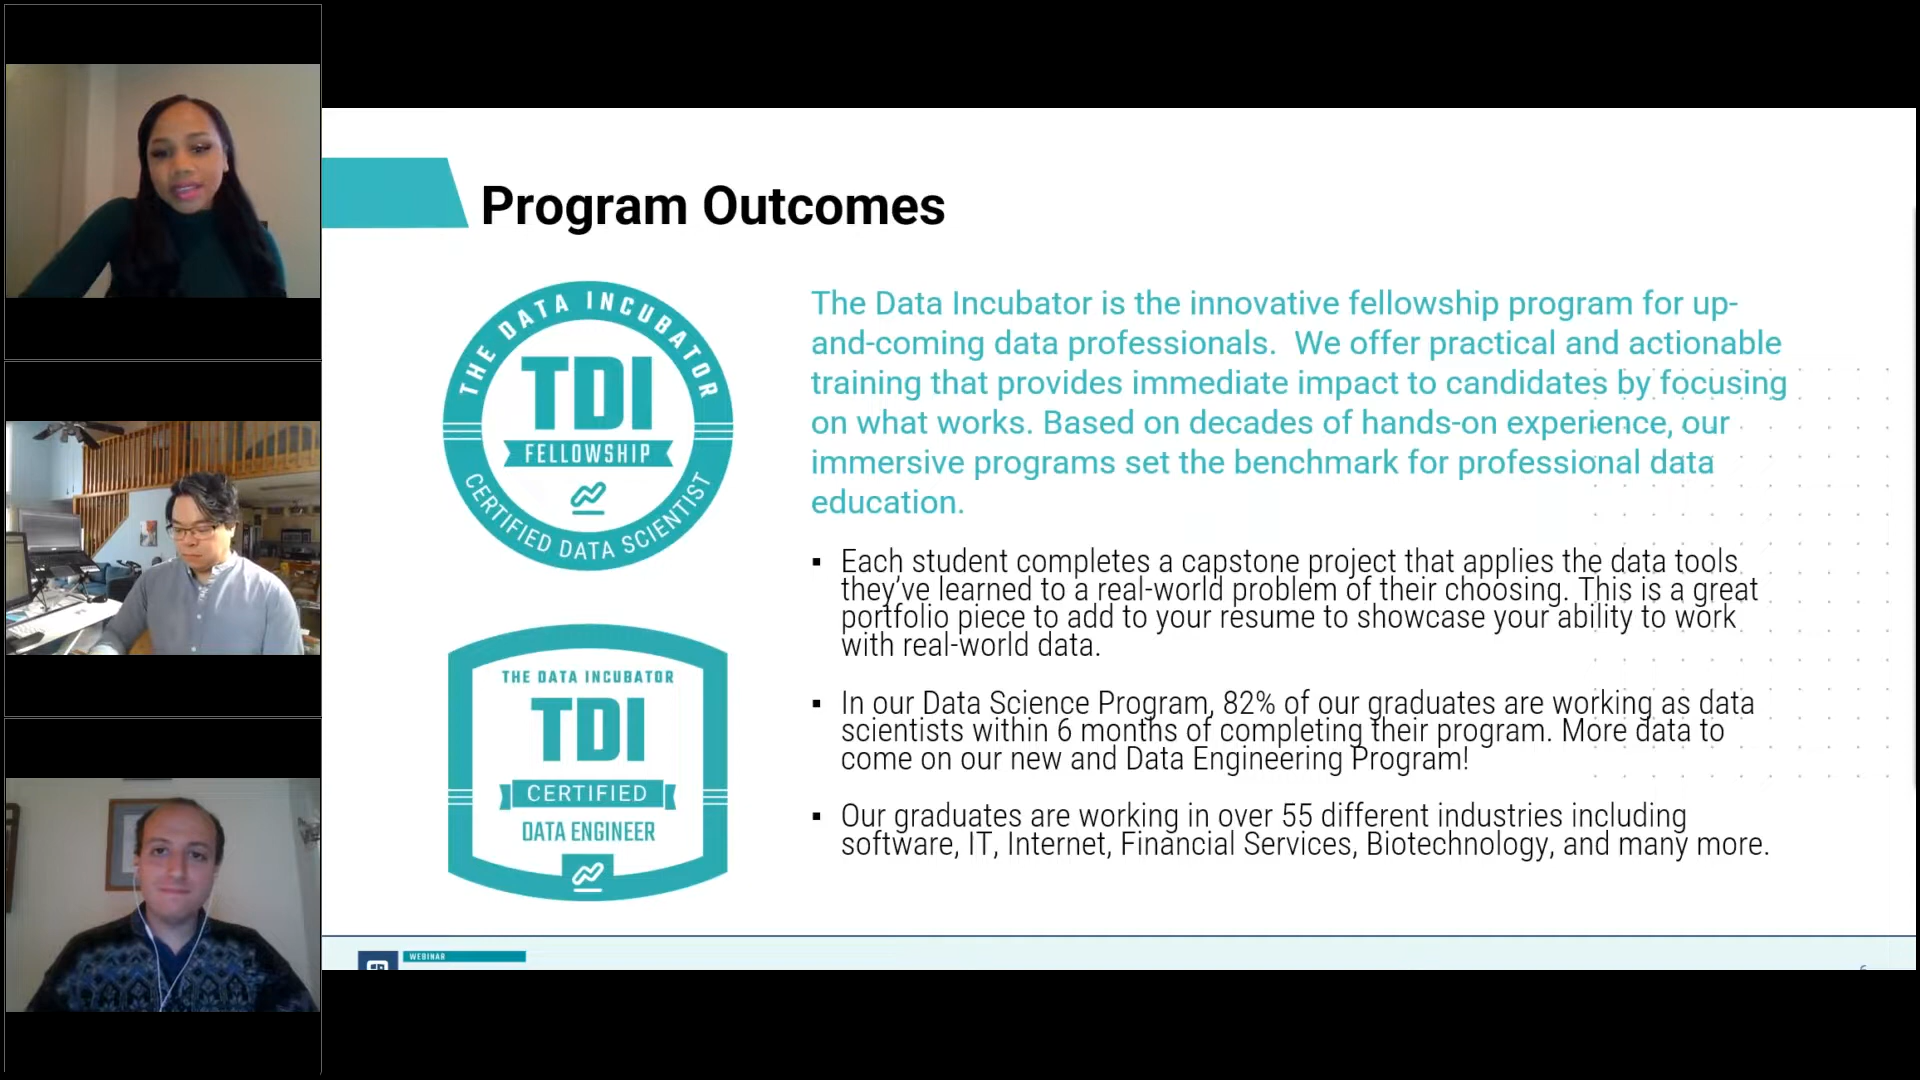 Program Outcomes
THE DATA INCUBATOR
TDI
FELLOWSHIP
CERTIFIED DATA SCIENTIST
THE DATA INCUBATOR
TDI
CERTIFIED
DATA ENGINEER
The Data Incubator is the innovative fellowship program for up-
and-coming data professionals.  We offer practical and actionable
training that provides immediate impact to candidates by focusing
on what works. Based on decades of hands-on experience, our
immersive programs set the benchmark for professional data
education.
▪ Each student completes a capstone project that applies the data tools
they've learned to a real-world problem of their choosing. This is a great
portfolio piece to add to your resume to showcase your ability to work
with real-world data.
▪ In our Data Science Program, 82% of our graduates are working as data
scientists within 6 months of completing their program. More data to
come on our new and Data Engineering Program!
▪ Our graduates are working in over 55 different industries including
software, IT, Internet, Financial Services, Biotechnology, and many more.
WEBINAR